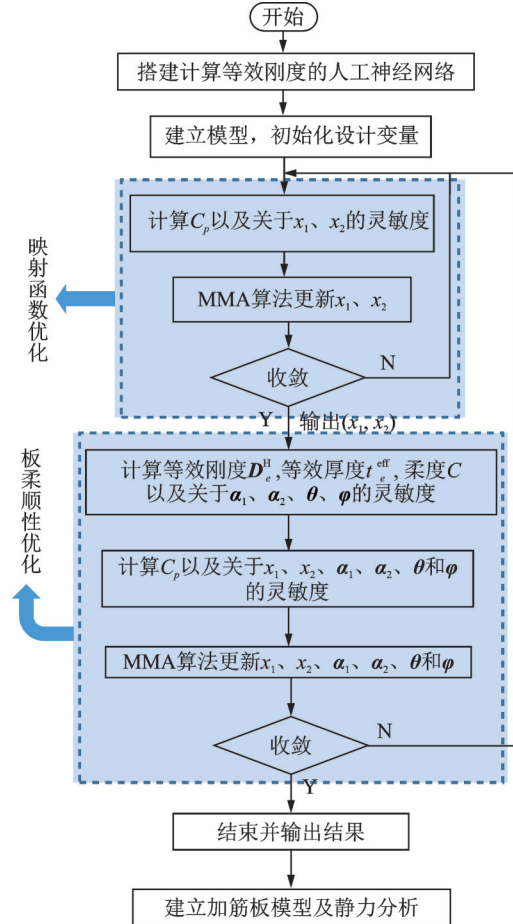 开始
搭建计算等效刚度的人工神经网络
建立模型，初始化设计变量
计算Cp以及关于x₁、x₂的灵敏度
MMA算法更新x₁、x₂
映射函数优化
收敛
N
Y
输出(x₁, x₂)
计算等效刚度Dₑᴴ,等效厚度tₑᵉᶠᶠ,柔度C
以及关于α₁、α₂、θ、φ的灵敏度
板柔顺性优化
计算Cp以及关于x₁、x₂、α₁、α₂、θ和φ
的灵敏度
MMA算法更新x₁、x₂、α₁、α₂、θ和φ
收敛
N
Y
结束并输出结果
建立加筋板模型及静力分析